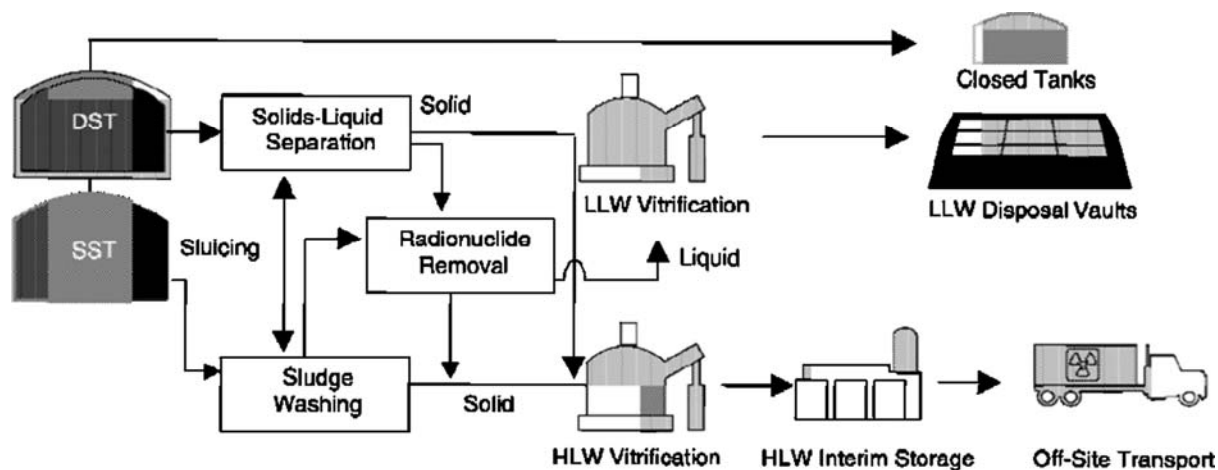 Closed Tanks
DST
Solids-Liquid
Separation
Solid
LLW Vitrification
LLW Disposal Vaults
SST
Sluicing
Radionuclide
Removal
Liquid
Sludge
Washing
Solid
HLW Vitrification
HLW Interim Storage
Off-Site Transport